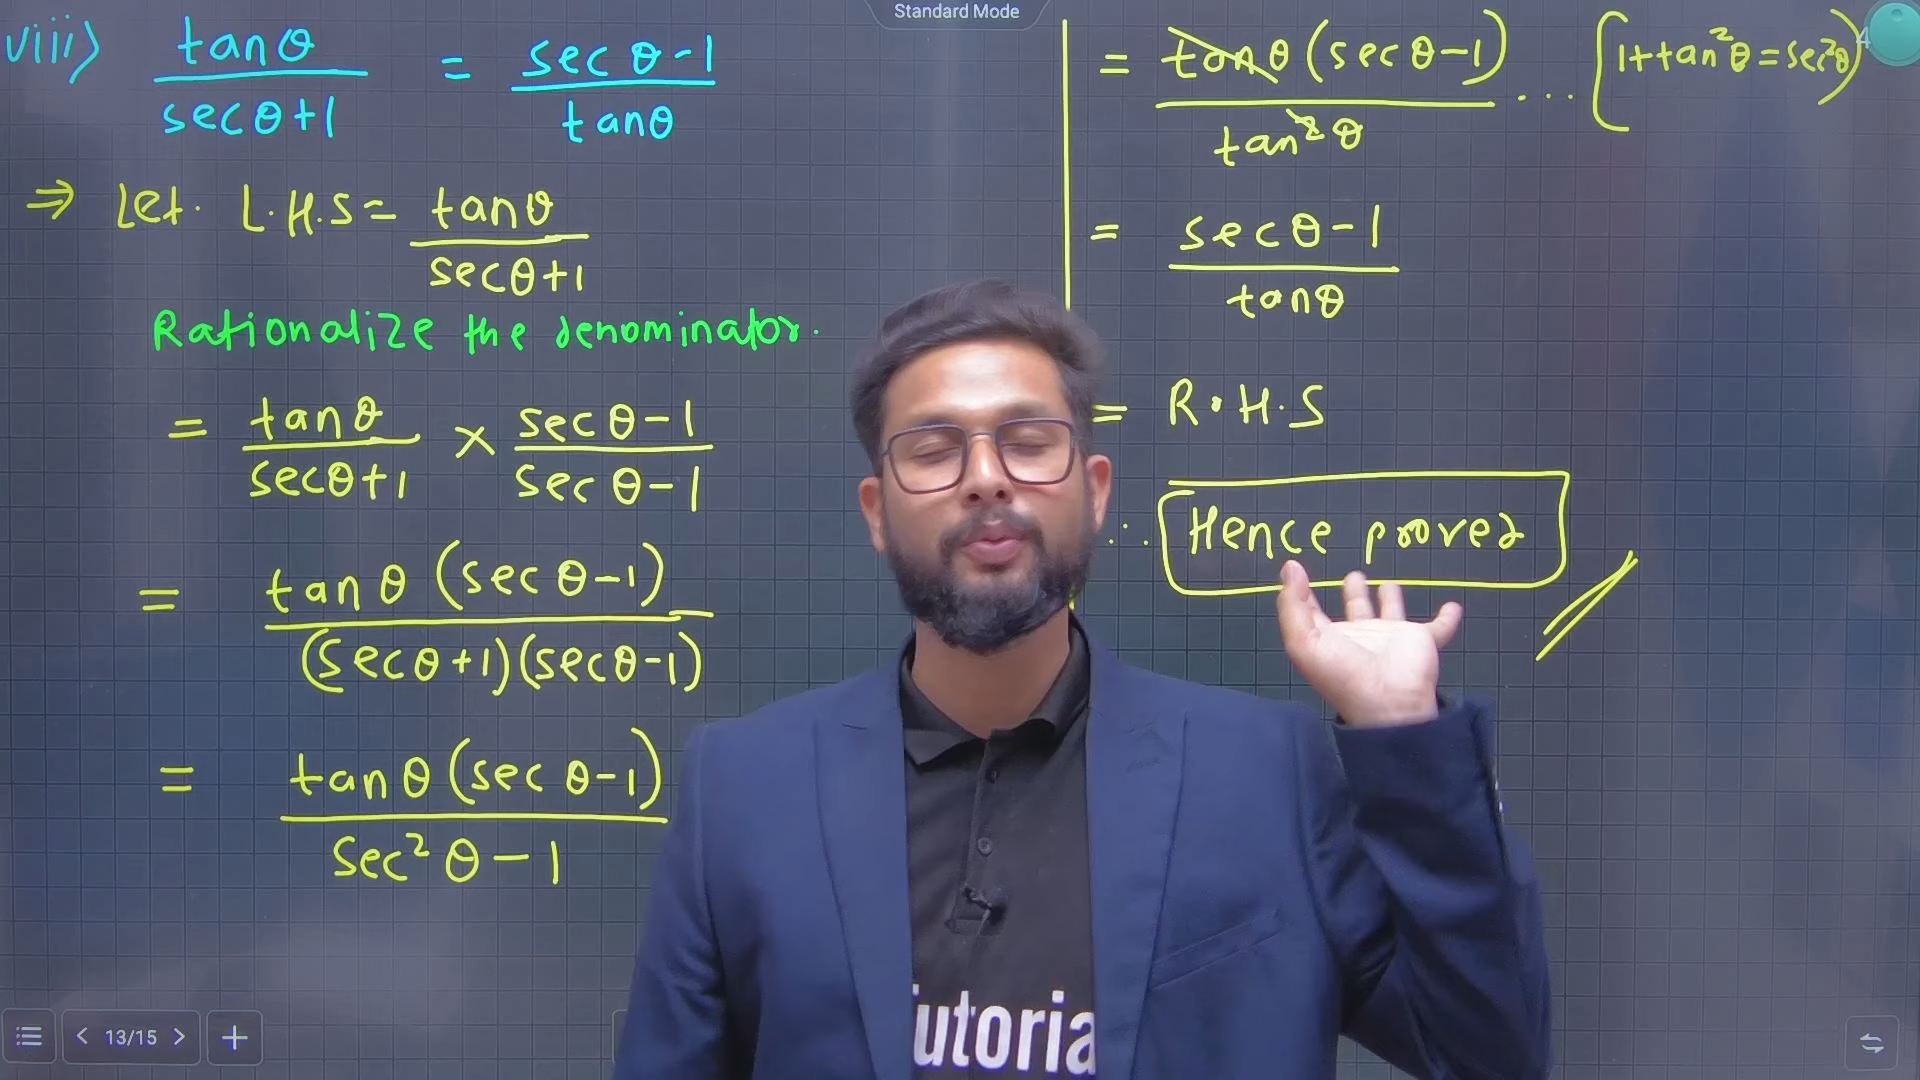 Standard Mode
viii) tanθ / secθ+1 = secθ-1 / tanθ
⇒ Let. L.H.S = tanθ / secθ+1
Rationalize the denominator.
= tanθ / secθ+1 × secθ-1 / secθ-1
= tanθ (secθ-1) / (secθ+1)(secθ-1)
= tanθ (secθ-1) / sec²θ-1
= tanθ (secθ-1) / tan²θ ... [1+tan²θ=sec²θ)
4
= secθ-1 / tanθ
= R.H.S
∴ Hence proved
utoria
13/15